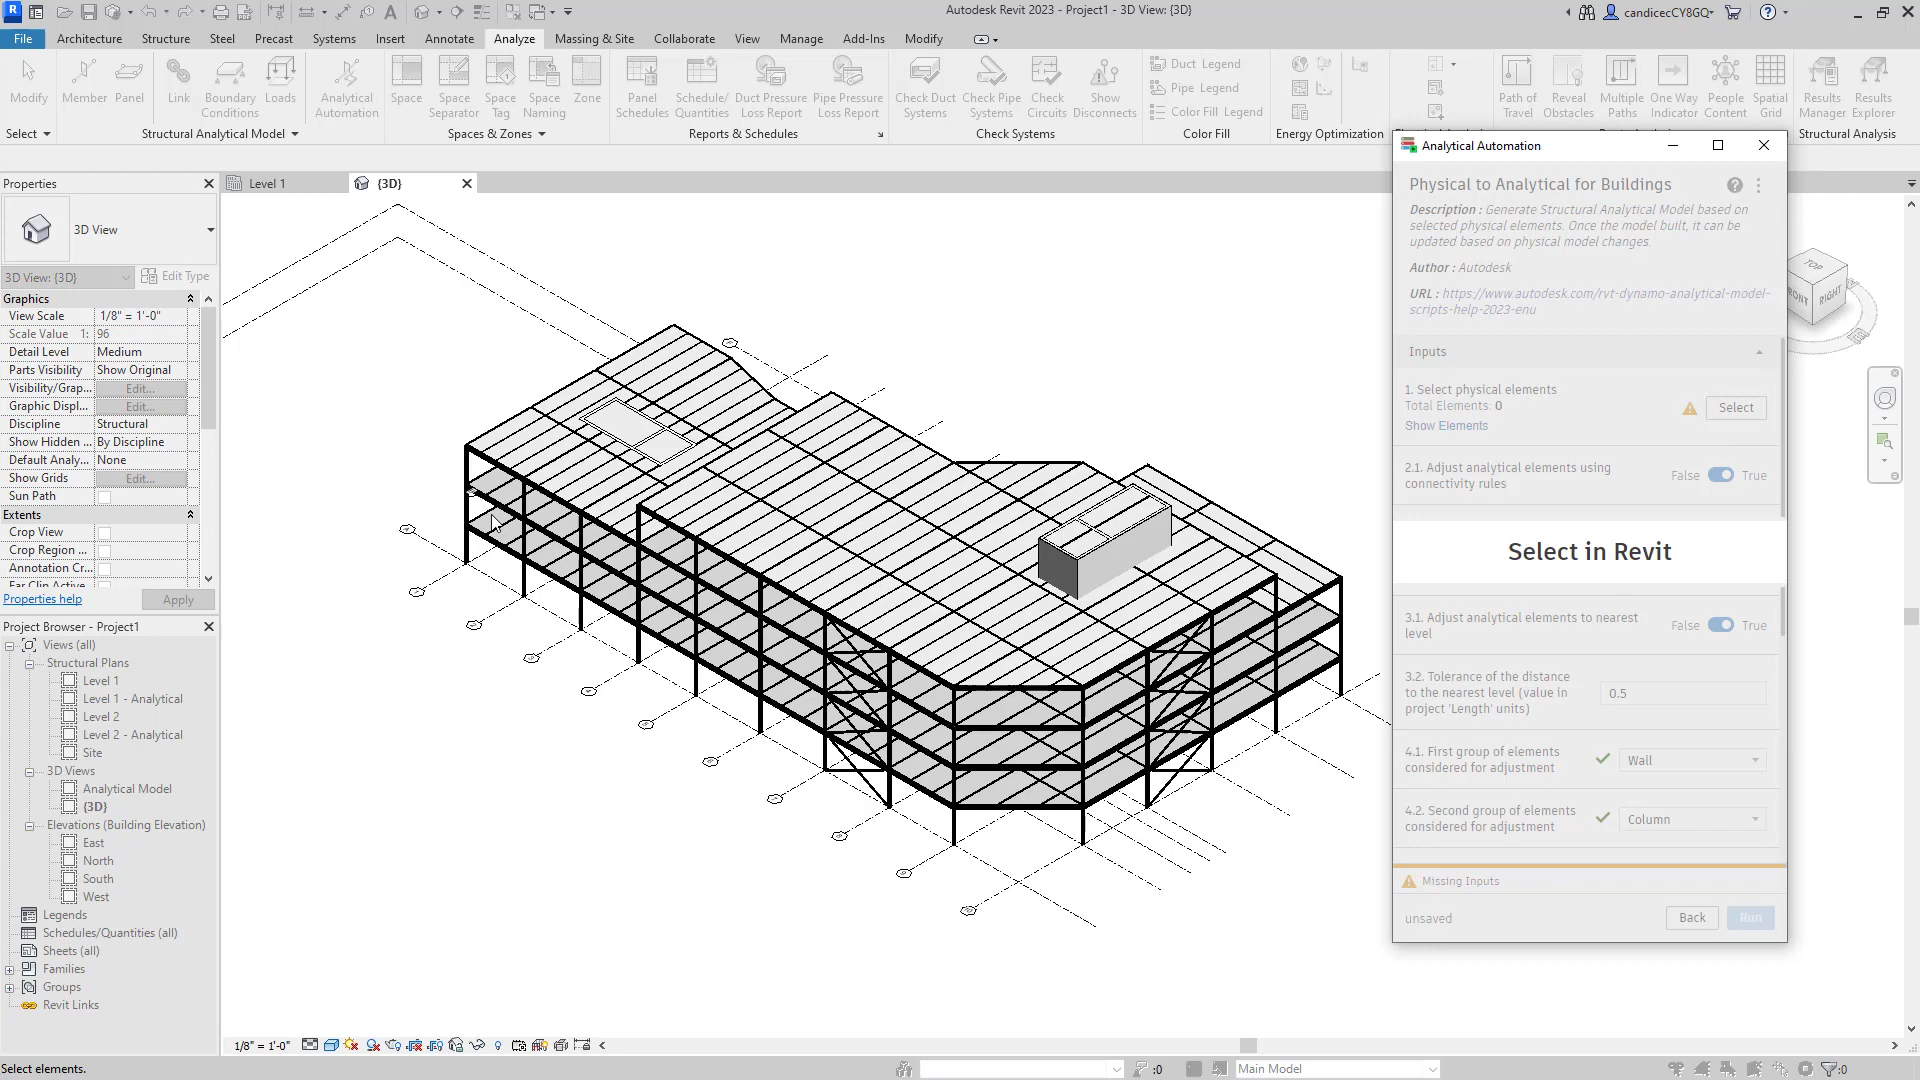 Autodesk Revit 2023 - Project1 - 3D View: {3D}
candicecCY8GQ
File
Architecture
Structure
Steel
Precast
Systems
Insert
Annotate
Analyze
Massing & Site
Collaborate
View
Manage
Add-Ins
Modify
Modify
Member
Panel
Link
Boundary
Conditions
Loads
Analytical
Automation
Space
Space
Separator
Space
Tag
Space
Naming
Zone
Panel
Schedules
Schedule/
Quantities
Duct Pressure
Loss Report
Pipe Pressure
Loss Report
Check Duct
Systems
Check Pipe
Systems
Check
Circuits
Show
Disconnects
Duct Legend
Pipe Legend
Color Fill Legend
Path of
Travel
Reveal
Obstacles
Multiple
Paths
One Way
Indicator
People
Content
Spatial
Grid
Results
Manager
Results
Explorer
Select
Structural Analytical Model
Spaces & Zones
Reports & Schedules
Check Systems
Color Fill
Energy Optimization
Structural Analysis
Properties
3D View
3D View: {3D}
Edit Type
Graphics
View Scale 1/8" = 1'-0"
Scale Value 1: 96
Detail Level Medium
Parts Visibility Show Original
Visibility/Grap... Edit...
Graphic Displ... Edit...
Discipline Structural
Show Hidden ... By Discipline
Default Analy... None
Show Grids Edit...
Sun Path
Extents
Crop View
Crop Region ...
Annotation Cr...
Far Clip Active
Properties help
Apply
Project Browser - Project1
Views (all)
Structural Plans
Level 1
Level 1 - Analytical
Level 2
Level 2 - Analytical
Site
3D Views
Analytical Model
{3D}
Elevations (Building Elevation)
East
North
South
West
Legends
Schedules/Quantities (all)
Sheets (all)
Families
Groups
Revit Links
Level 1
{3D}
TOP
FRONT
RIGHT
Analytical Automation
Physical to Analytical for Buildings
Description : Generate Structural Analytical Model based on
selected physical elements. Once the model built, it can be
updated based on physical model changes.
Author : Autodesk
URL : https://www.autodesk.com/rvt-dynamo-analytical-model-
scripts-help-2023-enu
Inputs
1. Select physical elements
Total Elements: 0
Show Elements
Select
2.1. Adjust analytical elements using
connectivity rules
False True
Select in Revit
3.1. Adjust analytical elements to nearest
level
False True
3.2. Tolerance of the distance
to the nearest level (value in
project 'Length' units)
0.5
4.1. First group of elements
considered for adjustment
Wall
4.2. Second group of elements
considered for adjustment
Column
Missing Inputs
unsaved
Back
Run
1/8" = 1'-0"
Select elements.
:0
Main Model
:0